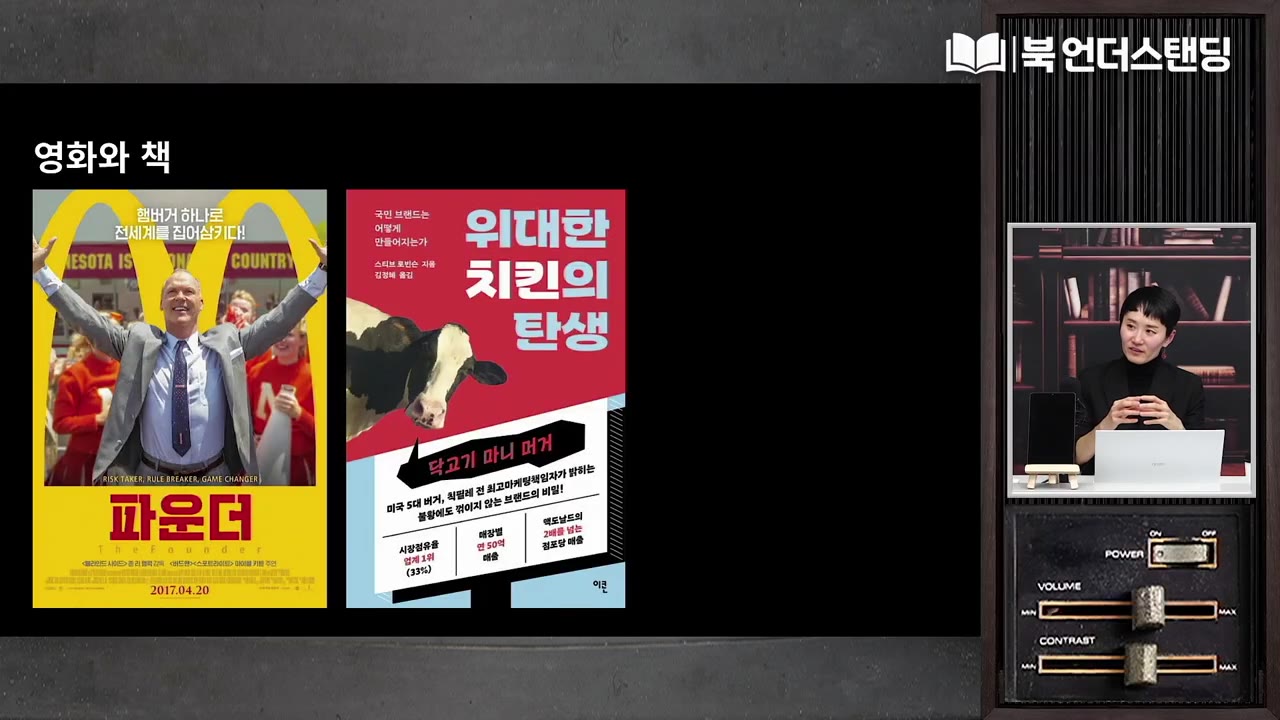 북 언더스탠딩
영화와 책
햄버거 하나로
전세계를 집어삼키다!
COUNTRY
RISK TAKER, RULE BREAKER, GAME CHANGER
파운더
The Founder
2017.04.20
국민 브랜드는
어떻게
만들어지는가
스티브 로빈슨 지음
김정혜 옮김
위대한
치킨의
탄생
닥고기 마니 머거
미국 5대 버거, 칙필레 전 최고마케팅책임자가 밝히는
불황에도 꺾이지 않는 브랜드의 비밀!
시장점유율
업계 1위
(33%)
매장별
연 50억
매출
맥도날드의
2배를 넘는
점포당 매출
이콘
POWER
ON
OFF
VOLUME
MIN
MAX
CONTRAST
MIN
MAX